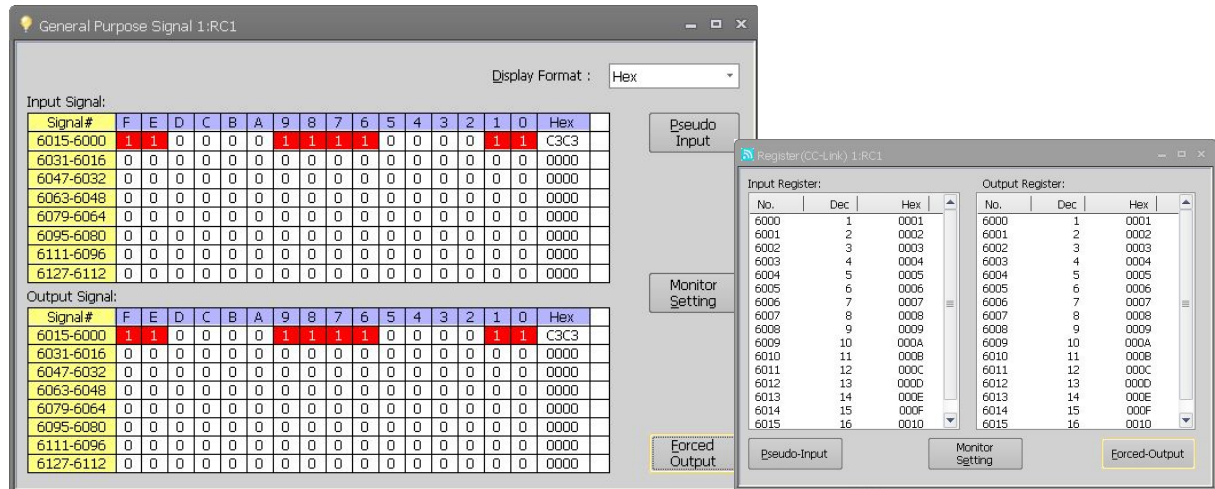 General Purpose Signal 1:RC1
Display Format : Hex
Input Signal:
Signal# F E D C B A 9 8 7 6 5 4 3 2 1 0 Hex
6015-6000 1 1 0 0 0 0 1 1 1 1 0 0 0 0 1 1 C3C3
6031-6016 0 0 0 0 0 0 0 0 0 0 0 0 0 0 0 0 0000
6047-6032 0 0 0 0 0 0 0 0 0 0 0 0 0 0 0 0 0000
6063-6048 0 0 0 0 0 0 0 0 0 0 0 0 0 0 0 0 0000
6079-6064 0 0 0 0 0 0 0 0 0 0 0 0 0 0 0 0 0000
6095-6080 0 0 0 0 0 0 0 0 0 0 0 0 0 0 0 0 0000
6111-6096 0 0 0 0 0 0 0 0 0 0 0 0 0 0 0 0 0000
6127-6112 0 0 0 0 0 0 0 0 0 0 0 0 0 0 0 0 0000
Output Signal:
Signal# F E D C B A 9 8 7 6 5 4 3 2 1 0 Hex
6015-6000 1 1 0 0 0 0 1 1 1 1 0 0 0 0 1 1 C3C3
6031-6016 0 0 0 0 0 0 0 0 0 0 0 0 0 0 0 0 0000
6047-6032 0 0 0 0 0 0 0 0 0 0 0 0 0 0 0 0 0000
6063-6048 0 0 0 0 0 0 0 0 0 0 0 0 0 0 0 0 0000
6079-6064 0 0 0 0 0 0 0 0 0 0 0 0 0 0 0 0 0000
6095-6080 0 0 0 0 0 0 0 0 0 0 0 0 0 0 0 0 0000
6111-6096 0 0 0 0 0 0 0 0 0 0 0 0 0 0 0 0 0000
6127-6112 0 0 0 0 0 0 0 0 0 0 0 0 0 0 0 0 0000
Pseudo
Input
Monitor
Setting
Forced
Output
Register(CC-Link) 1:RC1
Input Register:
No. Dec Hex
6000 1 0001
6001 2 0002
6002 3 0003
6003 4 0004
6004 5 0005
6005 6 0006
6006 7 0007
6007 8 0008
6008 9 0009
6009 10 000A
6010 11 000B
6011 12 000C
6012 13 000D
6013 14 000E
6014 15 000F
6015 16 0010
Output Register:
No. Dec Hex
6000 1 0001
6001 2 0002
6002 3 0003
6003 4 0004
6004 5 0005
6005 6 0006
6006 7 0007
6007 8 0008
6008 9 0009
6009 10 000A
6010 11 000B
6011 12 000C
6012 13 000D
6013 14 000E
6014 15 000F
6015 16 0010
Pseudo-Input
Monitor
Setting
Forced-Output